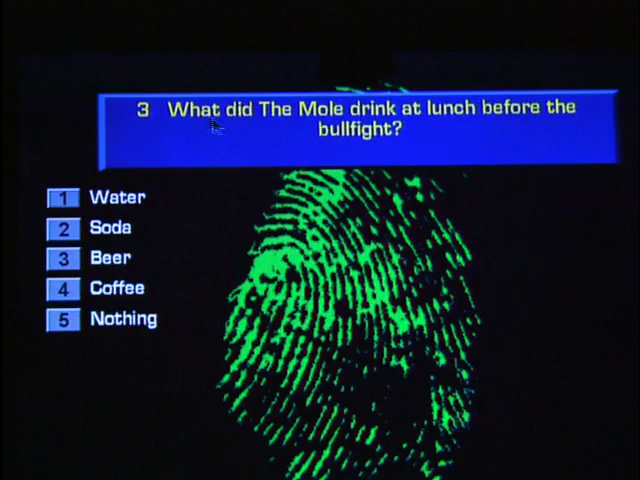 3 What did The Mole drink at lunch before the
bullfight?
1 Water
2 Soda
3 Beer
4 Coffee
5 Nothing